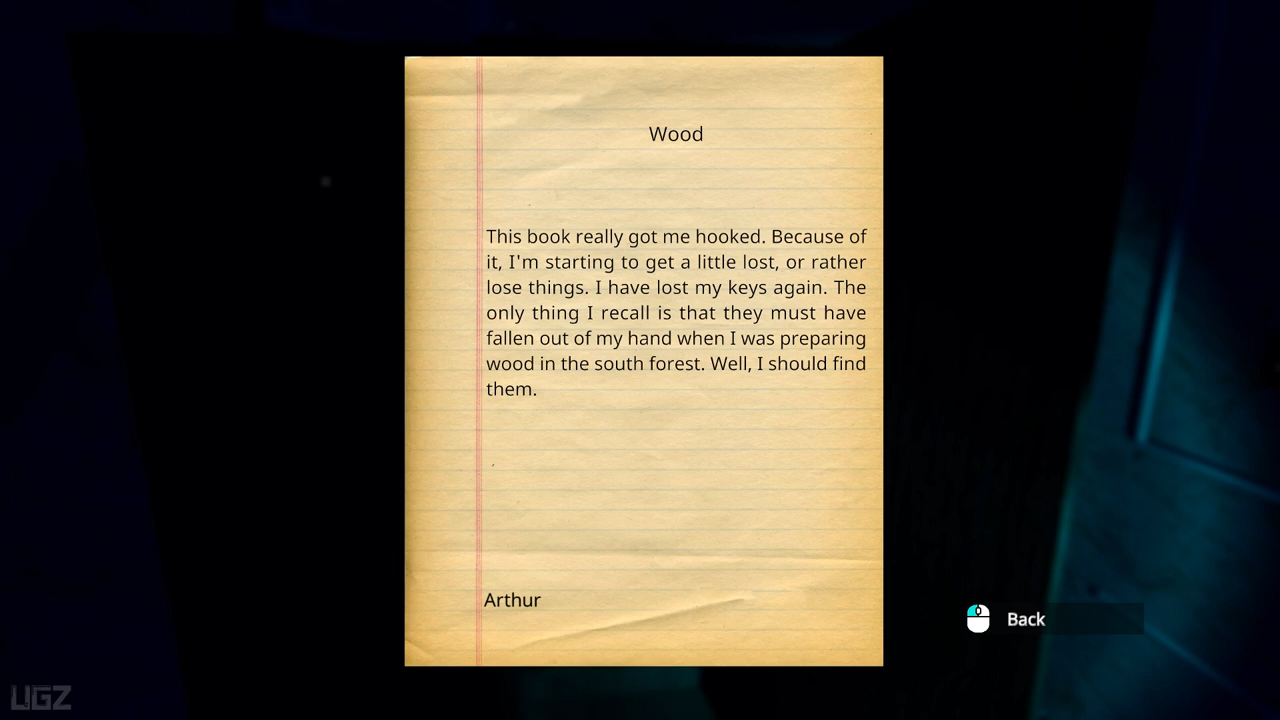 Wood
This book really got me hooked. Because of
it, I'm starting to get a little lost, or rather
lose things. I have lost my keys again. The
only thing I recall is that they must have
fallen out of my hand when I was preparing
wood in the south forest. Well, I should find
them.
Arthur
Back
UGZ